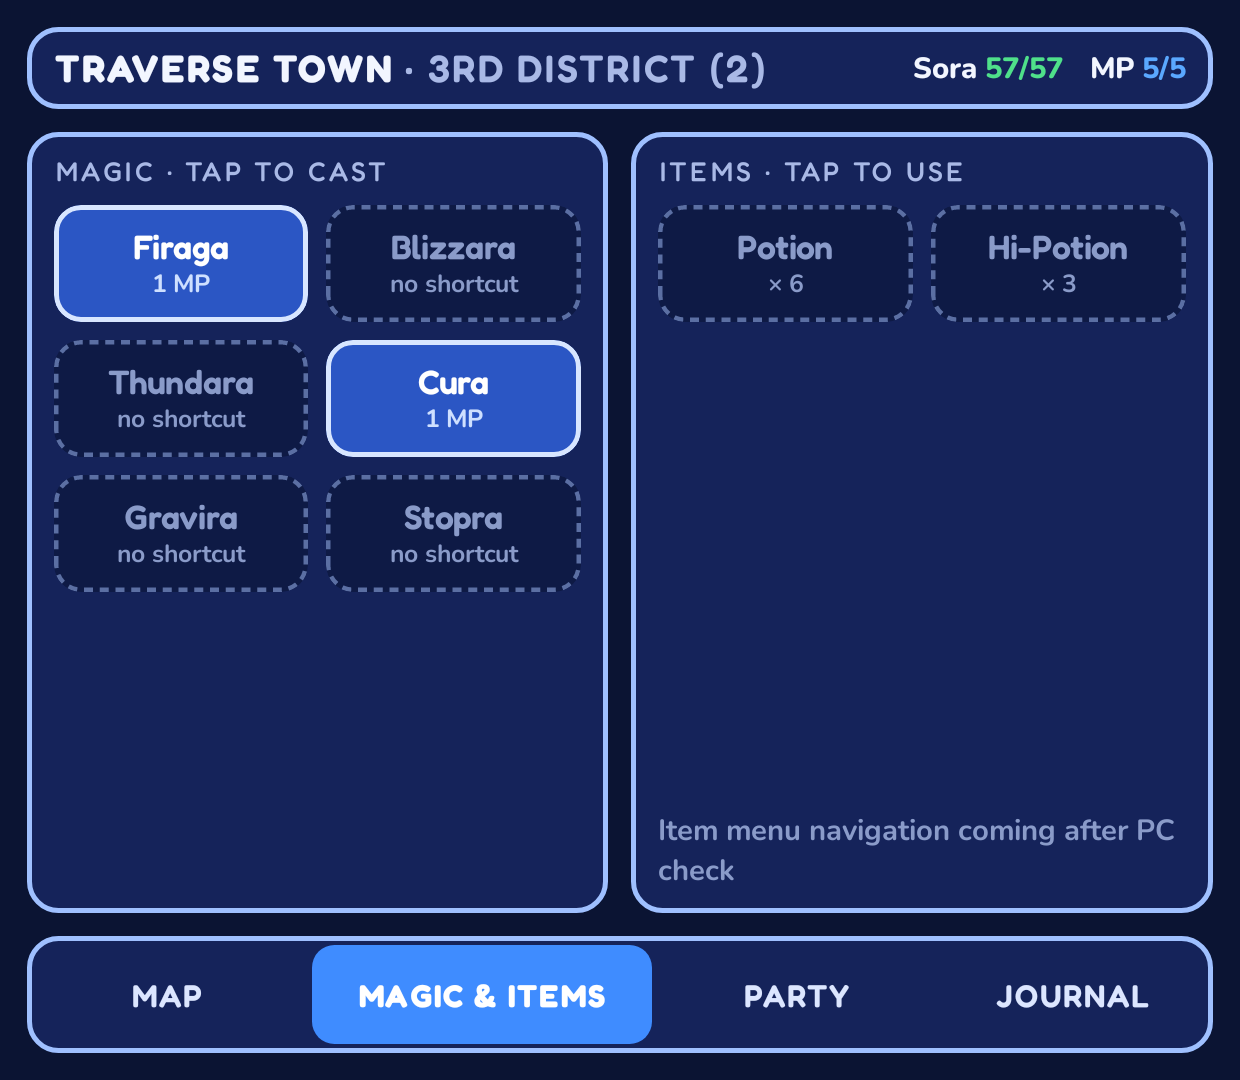 TRAVERSE TOWN · 3RD DISTRICT (2)
Sora 57/57 MP 5/5
MAGIC · TAP TO CAST
Firaga
1 MP
Blizzara
no shortcut
Thundara
no shortcut
Cura
1 MP
Gravira
no shortcut
Stopra
no shortcut
ITEMS · TAP TO USE
Potion
× 6
Hi-Potion
× 3
Item menu navigation coming after PC
check
MAP
MAGIC & ITEMS
PARTY
JOURNAL